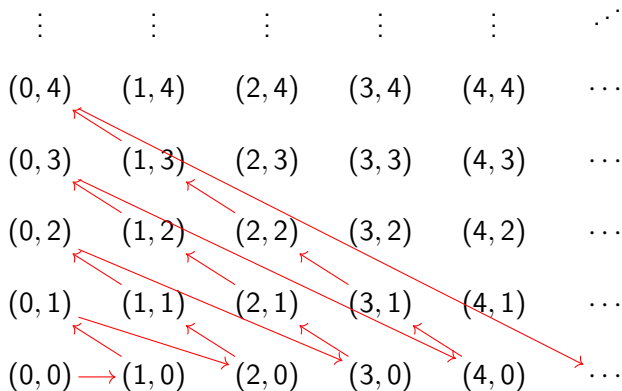 ⋮ ⋮ ⋮ ⋮ ⋮ ⋰
(0, 4) (1, 4) (2, 4) (3, 4) (4, 4) ⋯
(0, 3) (1, 3) (2, 3) (3, 3) (4, 3) ⋯
(0, 2) (1, 2) (2, 2) (3, 2) (4, 2) ⋯
(0, 1) (1, 1) (2, 1) (3, 1) (4, 1) ⋯
(0, 0) (1, 0) (2, 0) (3, 0) (4, 0) ⋯